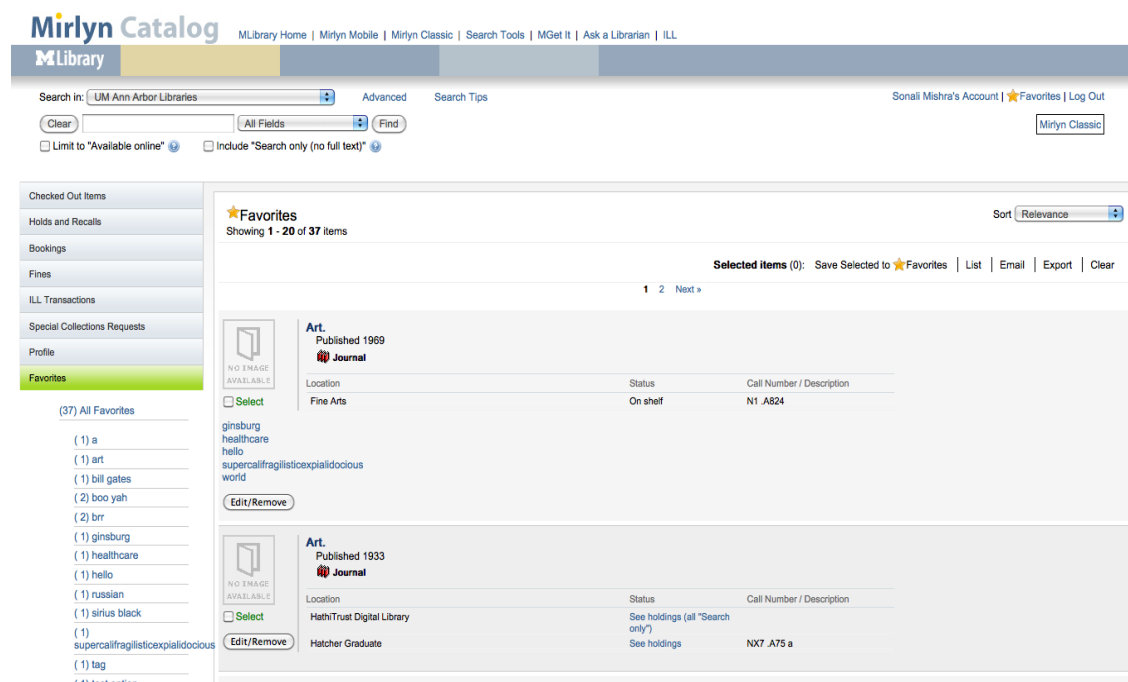 Mirlyn Catalog
MLibrary Home | Mirlyn Mobile | Mirlyn Classic | Search Tools | MGet It | Ask a Librarian | ILL
MLibrary
Search in: UM Ann Arbor Libraries Advanced Search Tips
Sonali Mishra's Account | Favorites | Log Out
Clear All Fields Find
Mirlyn Classic
Limit to "Available online" ? Include "Search only (no full text)" ?
Checked Out Items
Holds and Recalls
Bookings
Fines
ILL Transactions
Special Collections Requests
Profile
Favorites
(37) All Favorites
( 1) a
( 1) art
( 1) bill gates
( 2) boo yah
( 2) brr
( 1) ginsburg
( 1) healthcare
( 1) hello
( 1) russian
( 1) sirius black
( 1)
supercalifragilisticexpialidocious
( 1) tag
Favorites
Showing 1 - 20 of 37 items
Sort Relevance
Selected items (0): Save Selected to Favorites | List | Email | Export | Clear
1 2 Next »
NO IMAGE
AVAILABLE
Select
Art.
Published 1969
Journal
Location Status Call Number / Description
Fine Arts On shelf N1 .A824
ginsburg
healthcare
hello
supercalifragilisticexpialidocious
world
Edit/Remove
NO IMAGE
AVAILABLE
Select
Edit/Remove
Art.
Published 1933
Journal
Location Status Call Number / Description
HathiTrust Digital Library See holdings (all "Search
only")
Hatcher Graduate See holdings NX7 .A75 a